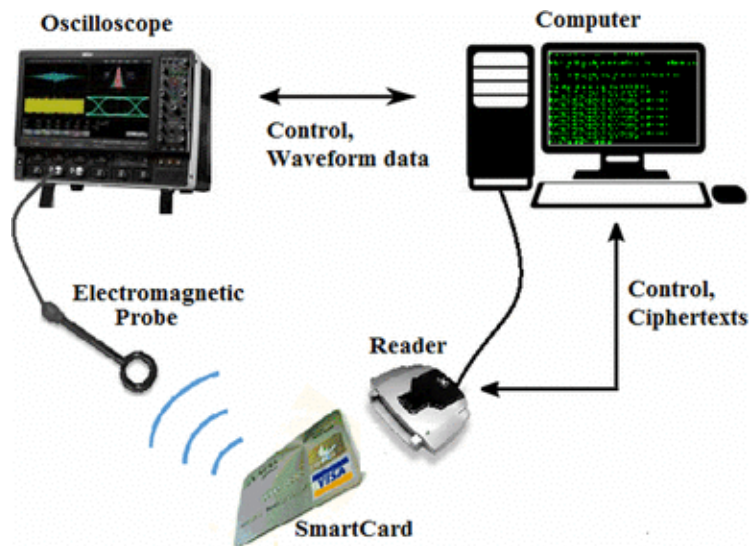 Oscilloscope
Computer
Control,
Waveform data
Electromagnetic
Probe
Control,
Ciphertexts
Reader
VISA
SmartCard